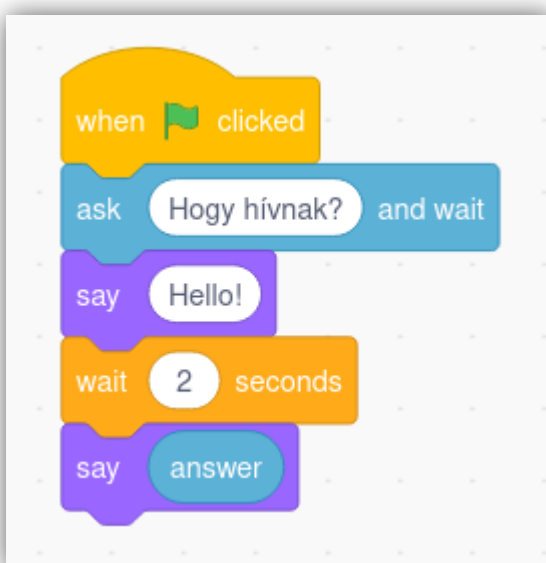 when clicked
ask Hogy hívnak? and wait
say Hello!
wait 2 seconds
say answer